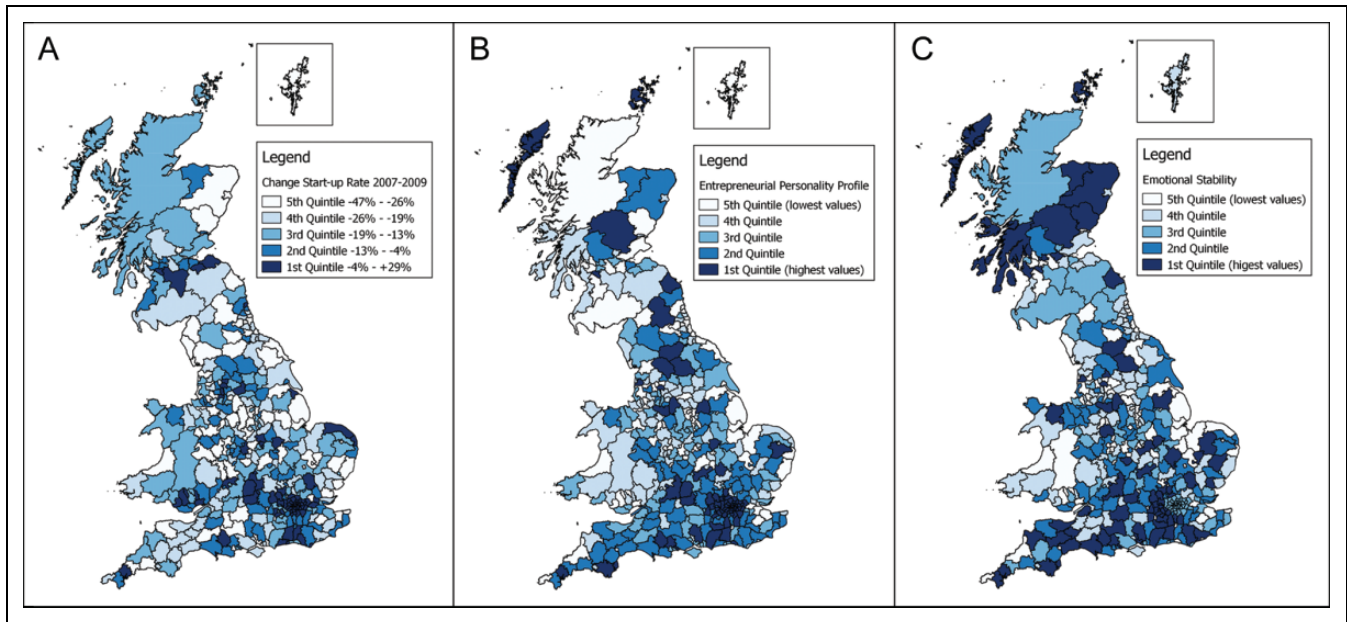 A
Legend
Change Start-up Rate 2007-2009
5th Quintile -47% - -26%
4th Quintile -26% - -19%
3rd Quintile -19% - -13%
2nd Quintile -13% - -4%
1st Quintile -4% - +29%
B
Legend
Entrepreneurial Personality Profile
5th Quintile (lowest values)
4th Quintile
3rd Quintile
2nd Quintile
1st Quintile (highest values)
C
Legend
Emotional Stability
5th Quintile (lowest values)
4th Quintile
3rd Quintile
2nd Quintile
1st Quintile (higest values)